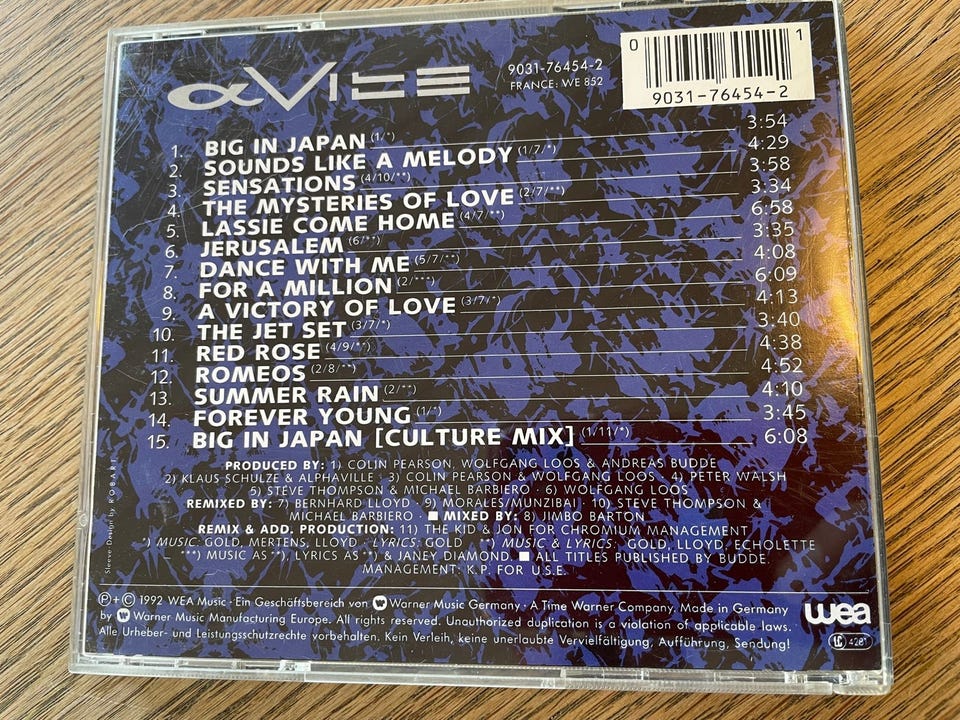 αVILLE
9031-76454-2
FRANCE: WE 852
0 1
9031-76454-2
1. BIG IN JAPAN (1/*) 3:54
2. SOUNDS LIKE A MELODY (1/7/*) 4:29
3. SENSATIONS (4/10/**) 3:58
4. THE MYSTERIES OF LOVE (2/7/**) 3:34
5. LASSIE COME HOME (4/7/**) 6:58
6. JERUSALEM (6/**) 3:35
7. DANCE WITH ME (5/7/**) 4:08
8. FOR A MILLION (2/***) 6:09
9. A VICTORY OF LOVE (3/7/*) 4:13
10. THE JET SET (3/7/*) 3:40
11. RED ROSE (4/9/**) 4:38
12. ROMEOS (2/8/**) 4:52
13. SUMMER RAIN (2/**) 4:10
14. FOREVER YOUNG (1/*) 3:45
15. BIG IN JAPAN [CULTURE MIX] (1/11/*) 6:08
PRODUCED BY: 1) COLIN PEARSON, WOLFGANG LOOS & ANDREAS BUDDE
2) KLAUS SCHULZE & ALPHAVILLE · 3) COLIN PEARSON & WOLFGANG LOOS · 4) PETER WALSH
5) STEVE THOMPSON & MICHAEL BARBIERO · 6) WOLFGANG LOOS
REMIXED BY: 7) BERNHARD LLOYD · 9) MORALES/MUNZIBAI · 10) STEVE THOMPSON &
MICHAEL BARBIERO · ■ MIXED BY: 8) JIMBO BARTON
REMIX & ADD. PRODUCTION: 11) THE KID & JON FOR CHROMIUM MANAGEMENT
*) MUSIC: GOLD, MERTENS, LLOYD · LYRICS: GOLD **) MUSIC & LYRICS: GOLD, LLOYD, ECHOLETTE
***) MUSIC AS **), LYRICS AS **) & JANEY DIAMOND ■ ALL TITLES PUBLISHED BY BUDDE.
MANAGEMENT: K.P. FOR U.S.E.
Sleeve-Design by
℗+© 1992 WEA Music · Ein Geschäftsbereich von Warner Music Germany · A Time Warner Company. Made in Germany
by Warner Music Manufacturing Europe. All rights reserved. Unauthorized duplication is a violation of applicable laws.
Alle Urheber- und Leistungsschutzrechte vorbehalten. Kein Verleih, keine unerlaubte Vervielfältigung, Aufführung, Sendung!
wea
LC 4281